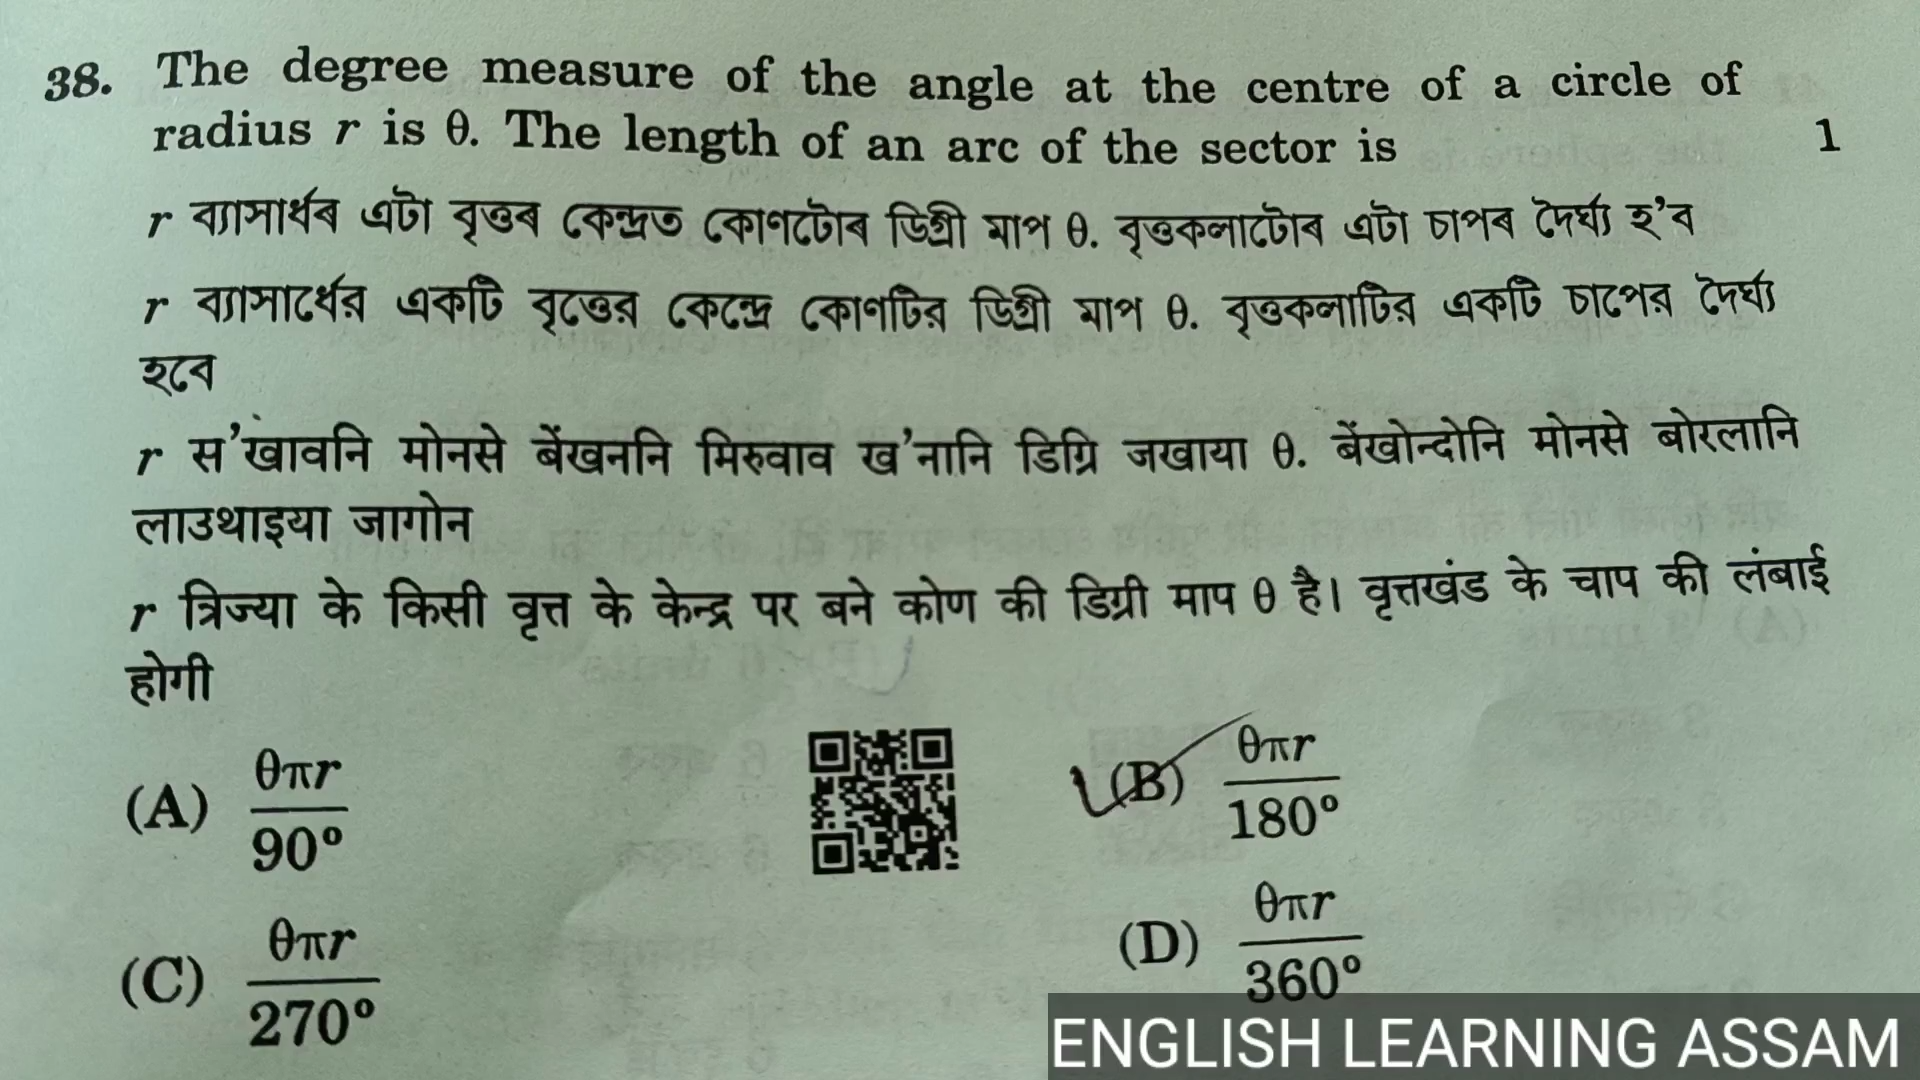 38. The degree measure of the angle at the centre of a circle of
radius r is θ. The length of an arc of the sector is 1
r ব্যাসাৰ্ধৰ এটা বৃত্তৰ কেন্দ্ৰত কোণটোৰ ডিগ্ৰী মাপ θ. বৃত্তকলাটোৰ এটা চাপৰ দৈৰ্ঘ্য হ’ব
r ব্যাসার্ধের একটি বৃত্তের কেন্দ্রে কোণটির ডিগ্রী মাপ θ. বৃত্তকলাটির একটি চাপের দৈর্ঘ্য
হবে
r स’खावनि मोनसे बेंखननि मिरुवाव ख’नानि डिग्रि जखाया θ. बेंखोन्दोनि मोनसे बोरलानि
लाउथाइया जागोन
r त्रिज्या के किसी वृत्त के केन्द्र पर बने कोण की डिग्री माप θ है। वृत्तखंड के चाप की लंबाई
होगी
(A) θπr / 90°
(B) θπr / 180°
(C) θπr / 270°
(D) θπr / 360°
ENGLISH LEARNING ASSAM